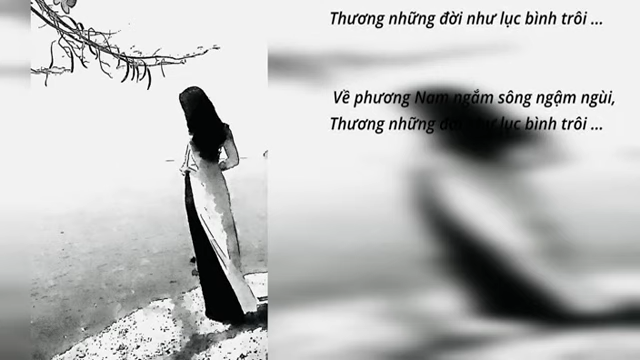 Thương những đời như lục bình trôi ...
Về phương Nam ngắm sông ngậm ngùi,
Thương những đời như lục bình trôi ...